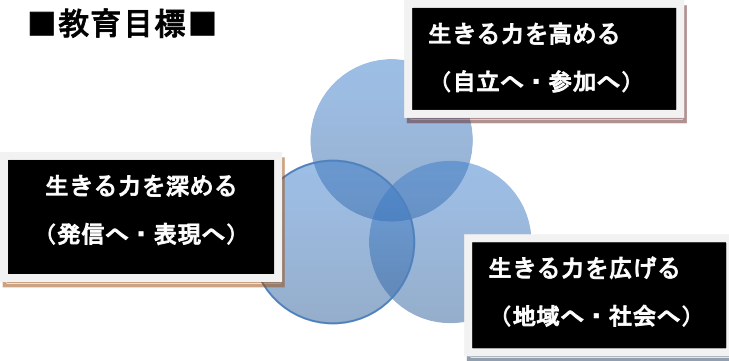 ■教育目標■
生きる力を高める
（自立へ・参加へ）
生きる力を深める
（発信へ・表現へ）
生きる力を広げる
（地域へ・社会へ）